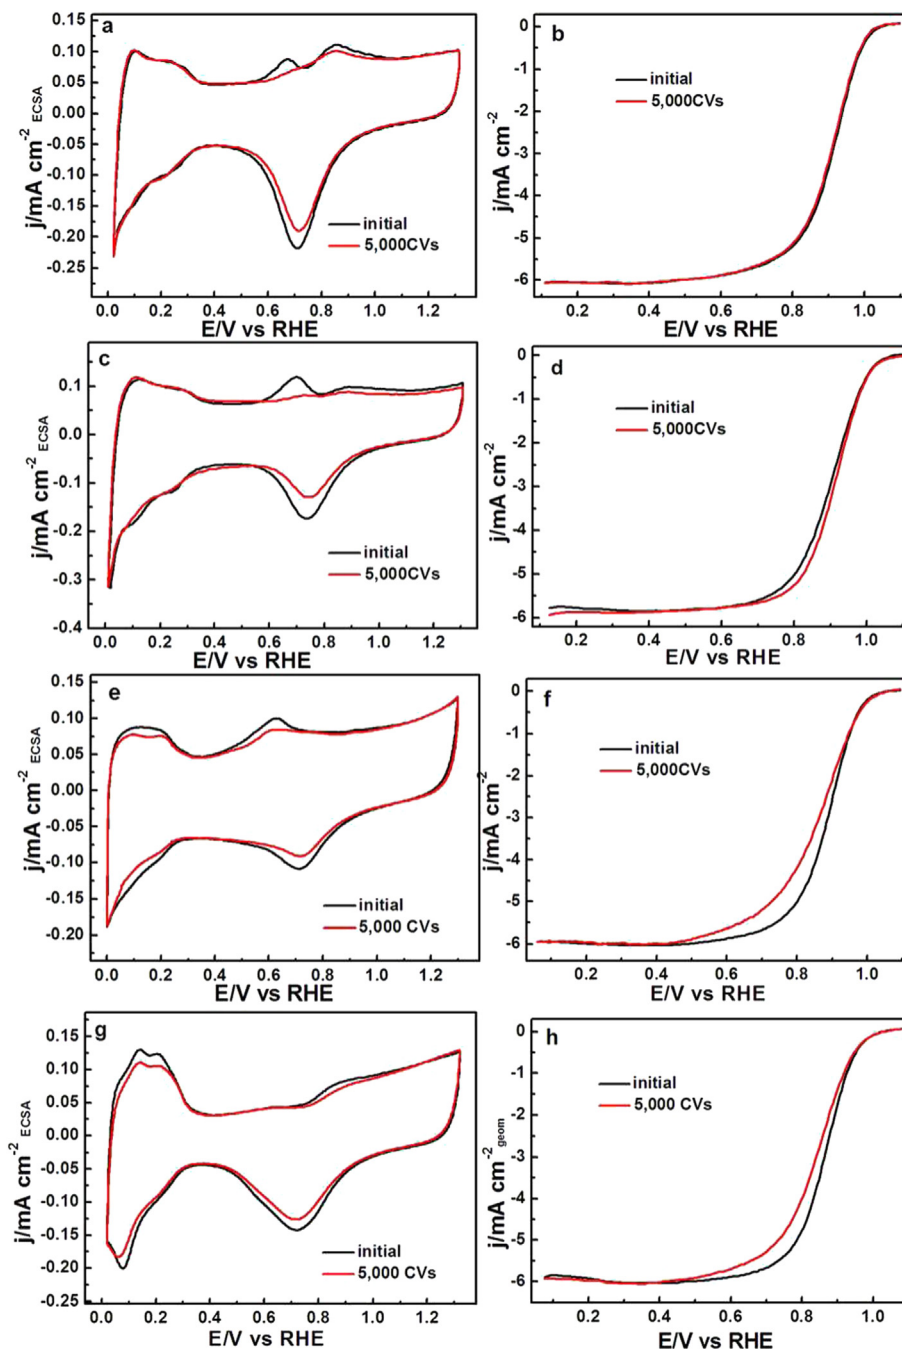 a
0.15
0.10
0.05
0.00
-0.05
-0.10
-0.15
-0.20
-0.25
j/mA cm-2 ECSA
initial
5,000CVs
0.0 0.2 0.4 0.6 0.8 1.0 1.2
E/V vs RHE
b
0
-1
-2
-3
-4
-5
-6
j/mA cm-2
initial
5,000CVs
0.2 0.4 0.6 0.8 1.0
E/V vs RHE
c
0.1
0.0
-0.1
-0.2
-0.3
-0.4
j/mA cm-2 ECSA
initial
5,000CVs
0.0 0.2 0.4 0.6 0.8 1.0 1.2
E/V vs RHE
d
0
-1
-2
-3
-4
-5
-6
j/mA cm-2
initial
5,000CVs
0.2 0.4 0.6 0.8 1.0
E/V vs RHE
e
0.15
0.10
0.05
0.00
-0.05
-0.10
-0.15
-0.20
j/mA cm-2 ECSA
initial
5,000 CVs
0.0 0.2 0.4 0.6 0.8 1.0 1.2
E/V vs RHE
f
0
-1
-2
-3
-4
-5
-6
j/mA cm-2
initial
5,000CVs
0.2 0.4 0.6 0.8 1.0
E/V vs RHE
g
0.15
0.10
0.05
0.00
-0.05
-0.10
-0.15
-0.20
-0.25
j/mA cm-2 ECSA
initial
5,000 CVs
0.0 0.2 0.4 0.6 0.8 1.0 1.2
E/V vs RHE
h
0
-1
-2
-3
-4
-5
-6
j/mA cm-2 geom
initial
5,000 CVs
0.2 0.4 0.6 0.8 1.0
E/V vs RHE